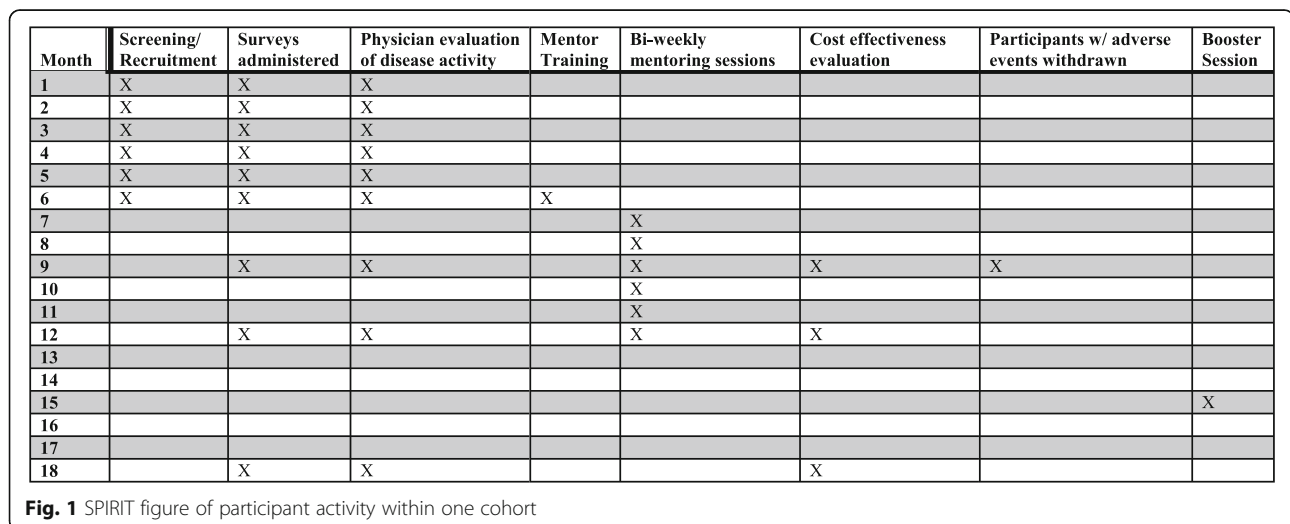 Month Screening/ Recruitment Surveys administered Physician evaluation of disease activity Mentor Training Bi-weekly mentoring sessions Cost effectiveness evaluation Participants w/ adverse events withdrawn Booster Session
1 X X X
2 X X X
3 X X X
4 X X X
5 X X X
6 X X X X
7 X
8 X
9 X X X X X
10 X
11 X
12 X X X X
13
14
15 X
16
17
18 X X X
Fig. 1 SPIRIT figure of participant activity within one cohort